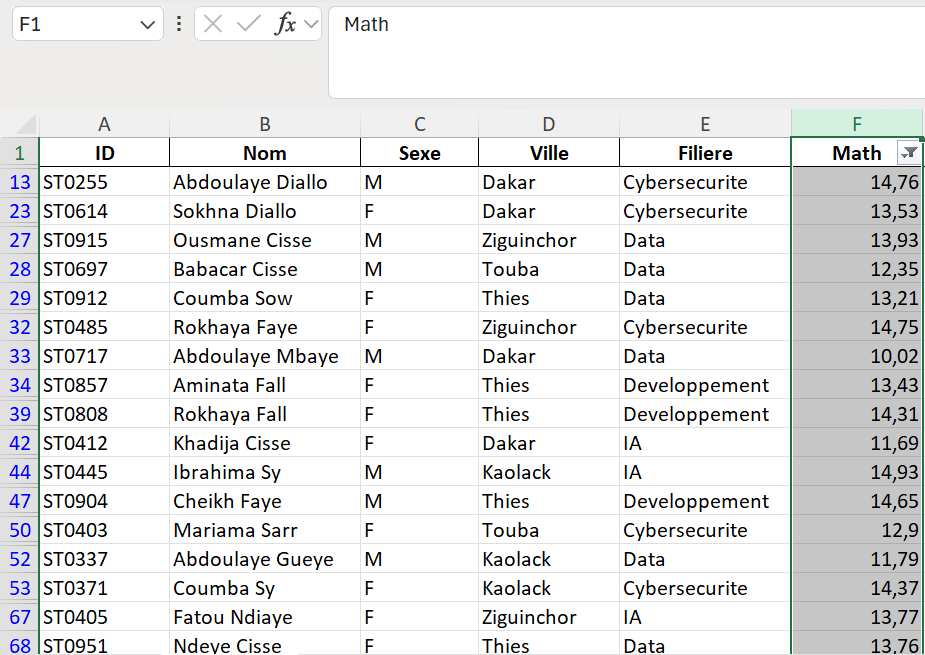 F1 fx Math
A B C D E F
1 ID Nom Sexe Ville Filiere Math
13 ST0255 Abdoulaye Diallo M Dakar Cybersecurite 14,76
23 ST0614 Sokhna Diallo F Dakar Cybersecurite 13,53
27 ST0915 Ousmane Cisse M Ziguinchor Data 13,93
28 ST0697 Babacar Cisse M Touba Data 12,35
29 ST0912 Coumba Sow F Thies Data 13,21
32 ST0485 Rokhaya Faye F Ziguinchor Cybersecurite 14,75
33 ST0717 Abdoulaye Mbaye M Dakar Data 10,02
34 ST0857 Aminata Fall F Thies Developpement 13,43
39 ST0808 Rokhaya Fall F Thies Developpement 14,31
42 ST0412 Khadija Cisse F Dakar IA 11,69
44 ST0445 Ibrahima Sy M Kaolack IA 14,93
47 ST0904 Cheikh Faye M Thies Developpement 14,65
50 ST0403 Mariama Sarr F Touba Cybersecurite 12,9
52 ST0337 Abdoulaye Gueye M Kaolack Data 11,79
53 ST0371 Coumba Sy F Kaolack Cybersecurite 14,37
67 ST0405 Fatou Ndiaye F Ziguinchor IA 13,77
68 ST0951 Ndeye Cisse F Thies Data 13,76